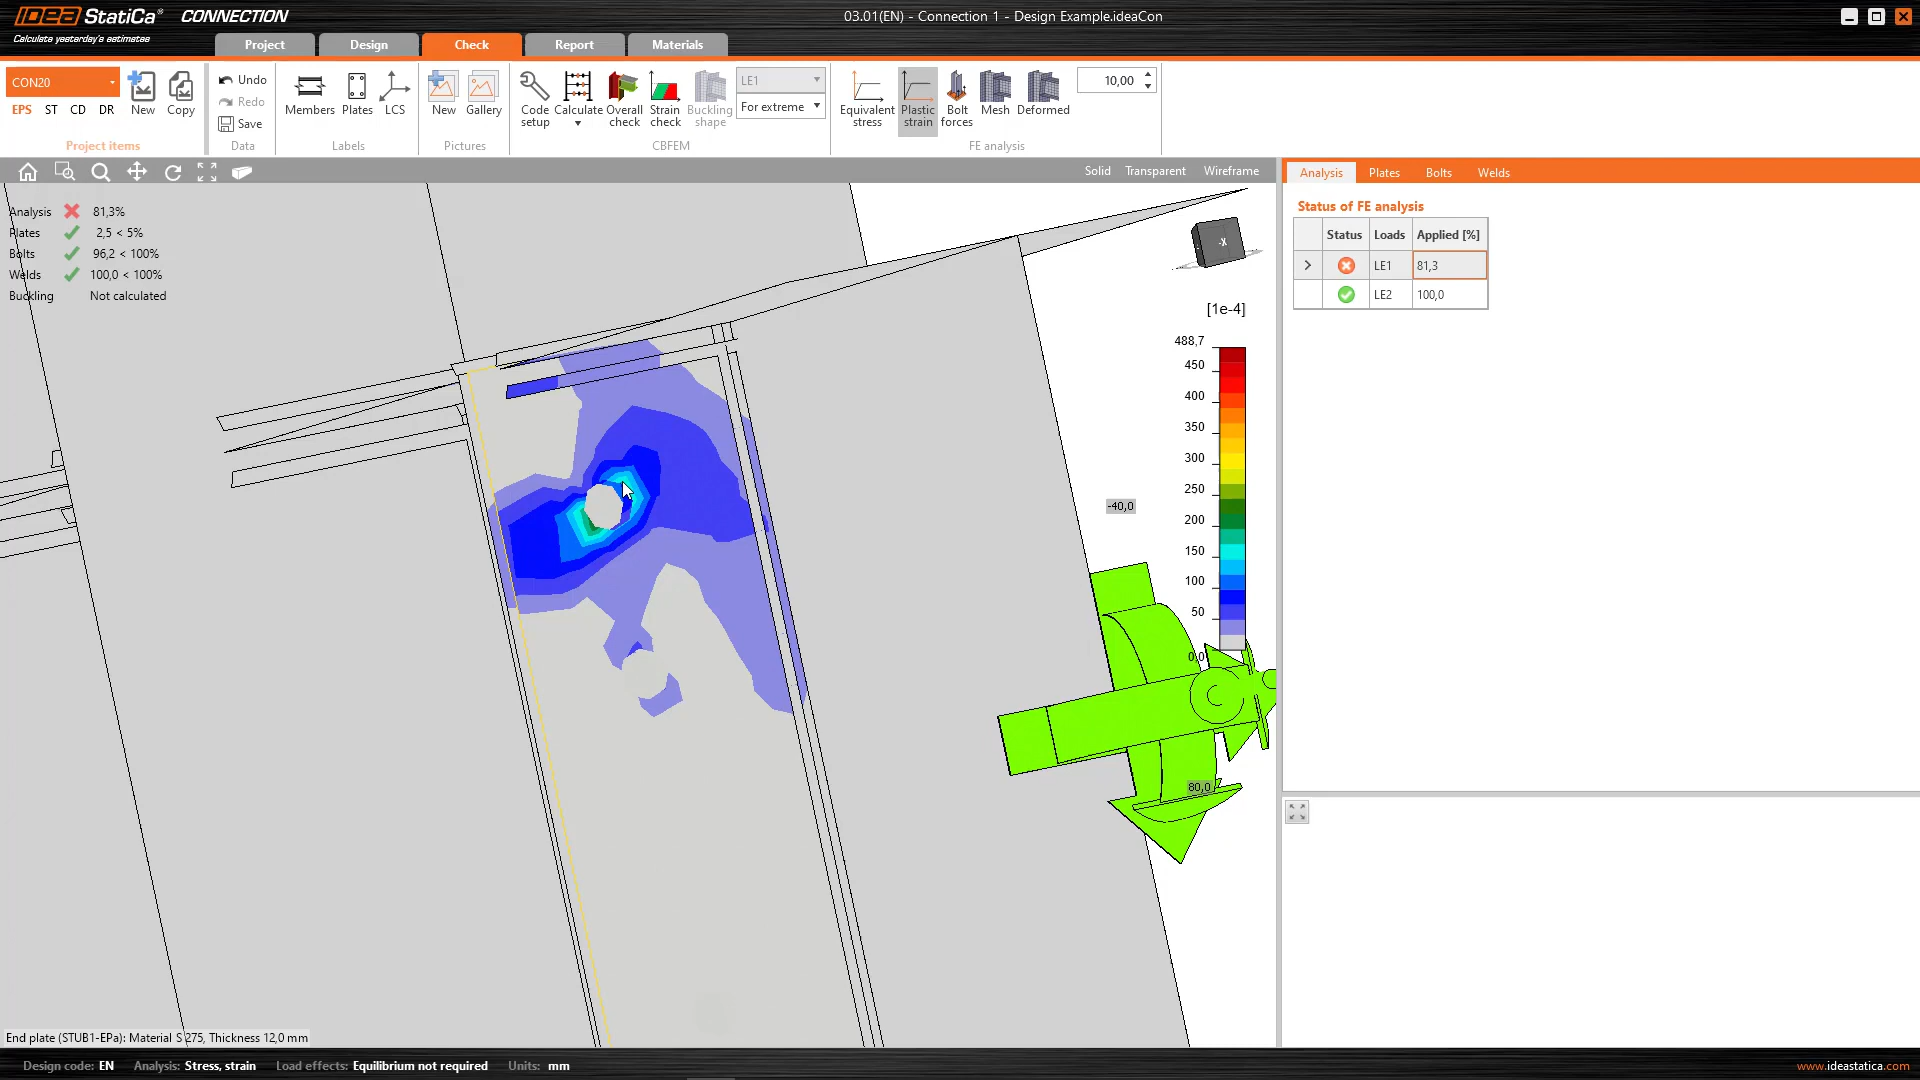 IDEA StatiCa® CONNECTION
Calculate yesterday's estimates
03.01(EN) - Connection 1 - Design Example.ideaCon
Project Design Check Report Materials
CON20
EPS ST CD DR
New Copy
Project items
Undo
Redo
Save
Data
Members Plates LCS
Labels
New Gallery
Pictures
Code setup
Calculate
Overall check
Strain check
Buckling shape
LE1
For extreme
CBFEM
Equivalent stress
Plastic strain
Bolt forces
Mesh
Deformed
10,00
FE analysis
Solid Transparent Wireframe
Analysis 81,3%
Plates 2,5 < 5%
Bolts 96,2 < 100%
Welds 100,0 < 100%
Buckling Not calculated
-X
[1e-4]
488,7
450
400
350
300
250
200
150
100
50
0,0
-40,0
80,0
End plate (STUB1-EPa): Material S 275, Thickness 12,0 mm
Analysis Plates Bolts Welds
Status of FE analysis
Status Loads Applied [%]
> LE1 81,3
LE2 100,0
Design code: EN Analysis: Stress, strain Load effects: Equilibrium not required Units: mm
www.ideastatica.com